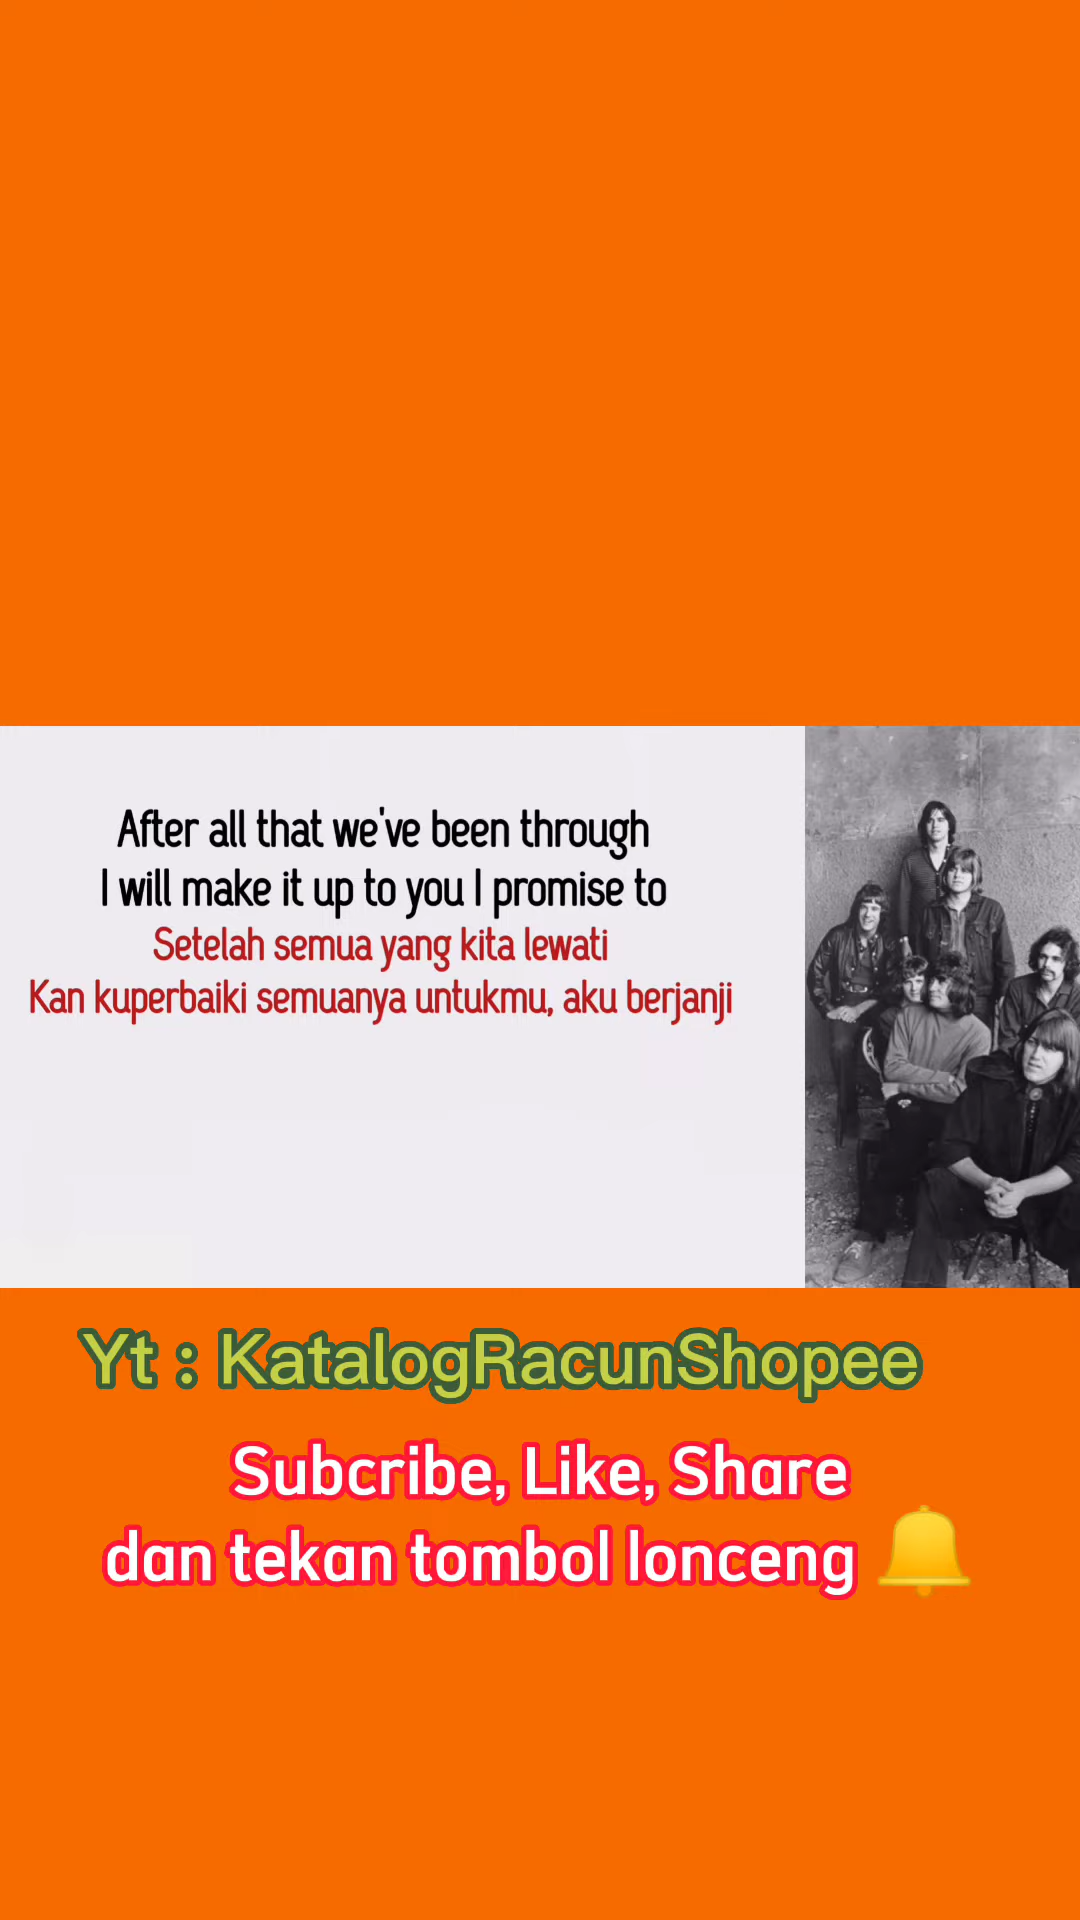 After all that we've been through
I will make it up to you I promise to
Setelah semua yang kita lewati
Kan kuperbaiki semuanya untukmu, aku berjanji
Yt : KatalogRacunShopee
Subcribe, Like, Share
dan tekan tombol lonceng